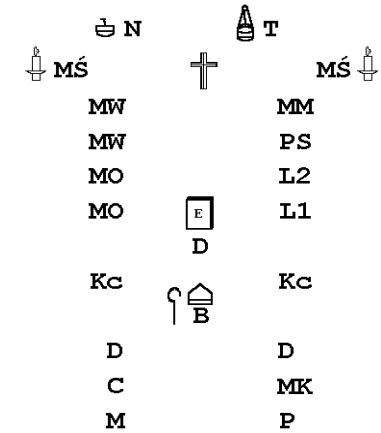 N T
MŚ MŚ
MW MM
MW PS
MO L2
MO E L1
D
Kc Kc
B
D D
C MK
M P